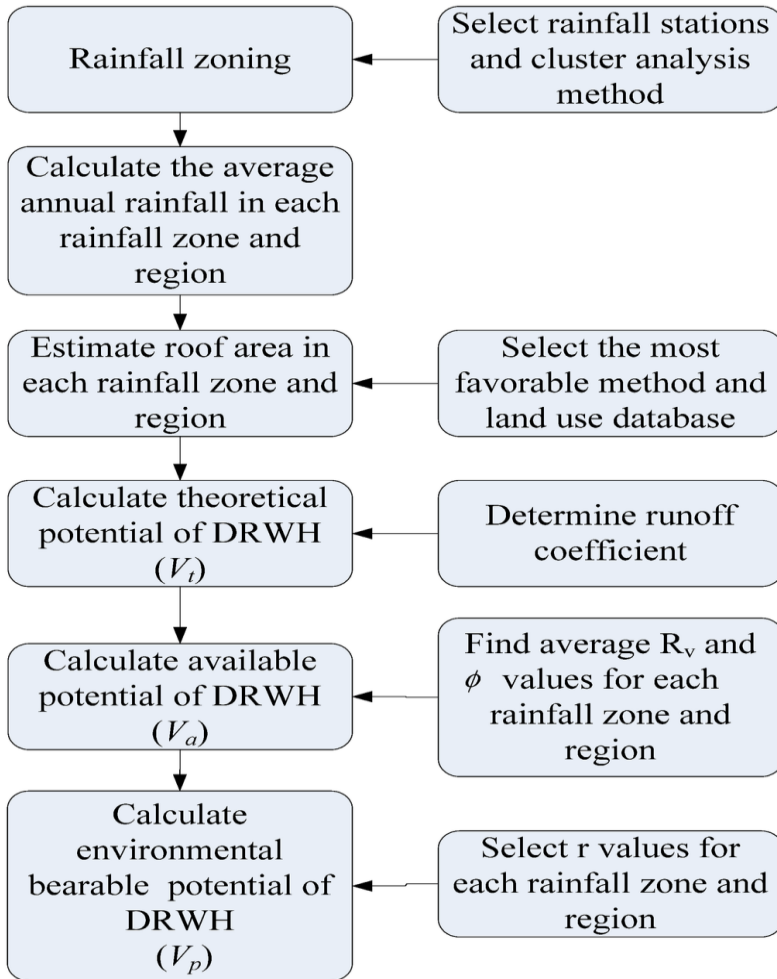 Rainfall zoning
Select rainfall stations
and cluster analysis
method
Calculate the average
annual rainfall in each
rainfall zone and
region
Estimate roof area in
each rainfall zone and
region
Select the most
favorable method and
land use database
Calculate theoretical
potential of DRWH
(Vₜ)
Determine runoff
coefficient
Calculate available
potential of DRWH
(Vₐ)
Find average Rᵥ and
ϕ values for each
rainfall zone and
region
Calculate
environmental
bearable potential of
DRWH
(Vₚ)
Select r values for
each rainfall zone and
region